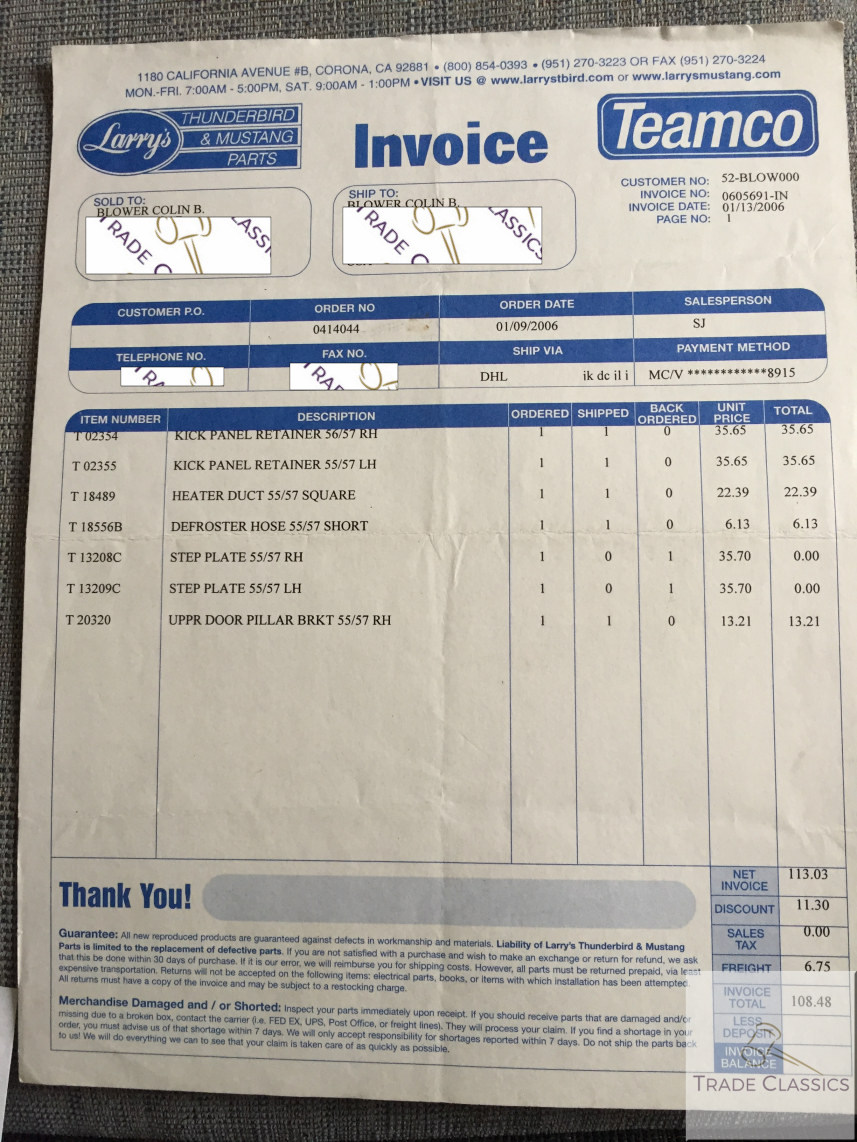 1180 CALIFORNIA AVENUE #B, CORONA, CA 92881 • (800) 854-0393 • (951) 270-3223 OR FAX (951) 270-3224
MON.-FRI. 7:00AM - 5:00PM, SAT. 9:00AM - 1:00PM • VISIT US @ www.larrystbird.com or www.larrysmustang.com
Larry's
THUNDERBIRD
& MUSTANG
PARTS
Invoice
Teamco
CUSTOMER NO: 52-BLOW000
INVOICE NO: 0605691-IN
INVOICE DATE: 01/13/2006
PAGE NO: 1
SOLD TO:
BLOWER COLIN B.
TRADE CLASSI
SHIP TO:
BLOWER COLIN B.
TRADE CLASSICS
CUSTOMER P.O. ORDER NO ORDER DATE SALESPERSON
0414044 01/09/2006 SJ
TELEPHONE NO. FAX NO. SHIP VIA PAYMENT METHOD
TRA TRAD DHL ik dc il i MC/V ************8915
ITEM NUMBER DESCRIPTION ORDERED SHIPPED BACK ORDERED UNIT PRICE TOTAL
T 02354 KICK PANEL RETAINER 56/57 RH 1 1 0 35.65 35.65
T 02355 KICK PANEL RETAINER 55/57 LH 1 1 0 35.65 35.65
T 18489 HEATER DUCT 55/57 SQUARE 1 1 0 22.39 22.39
T 18556B DEFROSTER HOSE 55/57 SHORT 1 1 0 6.13 6.13
T 13208C STEP PLATE 55/57 RH 1 0 1 35.70 0.00
T 13209C STEP PLATE 55/57 LH 1 0 1 35.70 0.00
T 20320 UPPR DOOR PILLAR BRKT 55/57 RH 1 1 0 13.21 13.21
Thank You!
NET INVOICE 113.03
DISCOUNT 11.30
SALES TAX 0.00
FREIGHT 6.75
INVOICE TOTAL 108.48
LESS DEPOSIT
INVOICE BALANCE
Guarantee: All new reproduced products are guaranteed against defects in workmanship and materials. Liability of Larry's Thunderbird & Mustang
Parts is limited to the replacement of defective parts. If you are not satisfied with a purchase and wish to make an exchange or return for refund, we ask
that this be done within 30 days of purchase. If it is our error, we will reimburse you for shipping costs. However, all parts must be returned prepaid, via least
expensive transportation. Returns will not be accepted on the following items: electrical parts, books, or items with which installation has been attempted.
All returns must have a copy of the invoice and may be subject to a restocking charge.
Merchandise Damaged and / or Shorted: Inspect your parts immediately upon receipt. If you should receive parts that are damaged and/or
missing due to a broken box, contact the carrier (i.e. FED EX, UPS, Post Office, or freight lines). They will process your claim. If you find a shortage in your
order, you must advise us of that shortage within 7 days. We will only accept responsibility for shortages reported within 7 days. Do not ship the parts back
to us! We will do everything we can to see that your claim is taken care of as quickly as possible.
TRADE CLASSICS